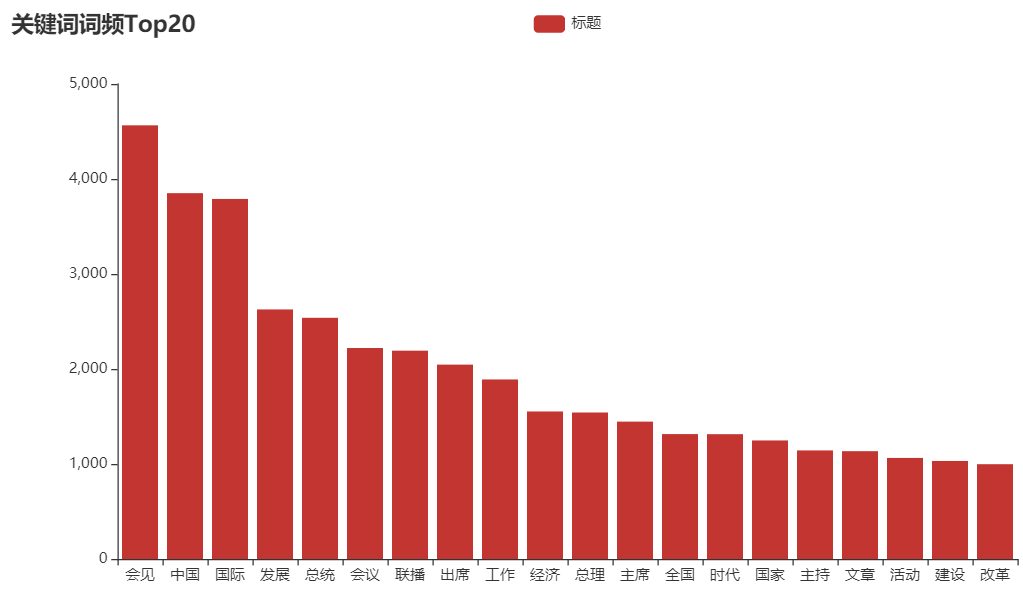 关键词词频Top20
标题
5,000
4,000
3,000
2,000
1,000
0
会见 中国 国际 发展 总统 会议 联播 出席 工作 经济 总理 主席 全国 时代 国家 主持 文章 活动 建设 改革